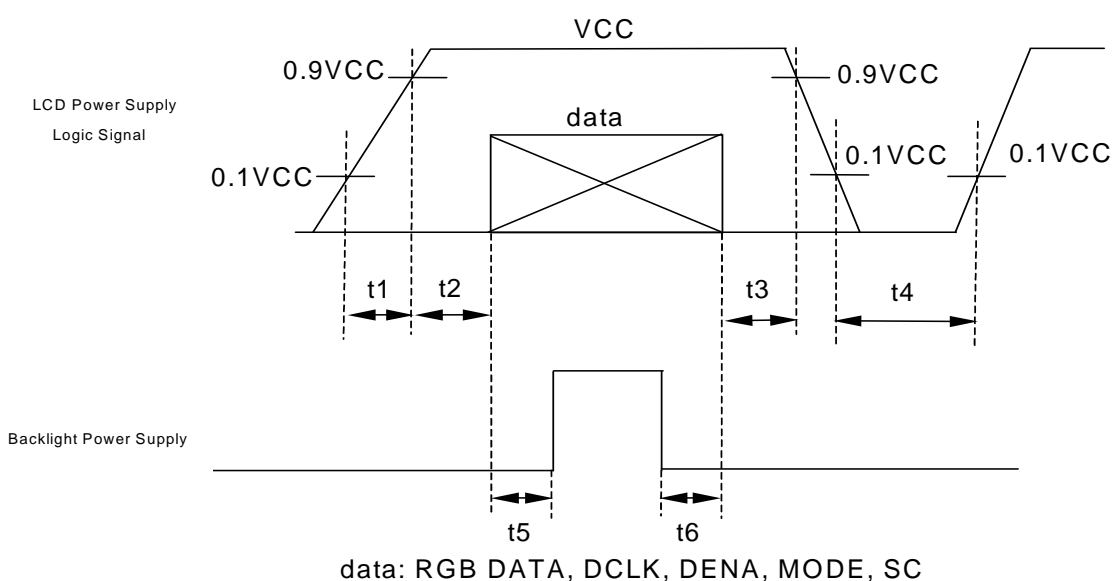 VCC
0.9VCC
0.9VCC
LCD Power Supply
Logic Signal
data
0.1VCC
0.1VCC
0.1VCC
t1
t2
t3
t4
Backlight Power Supply
t5
t6
data: RGB DATA, DCLK, DENA, MODE, SC